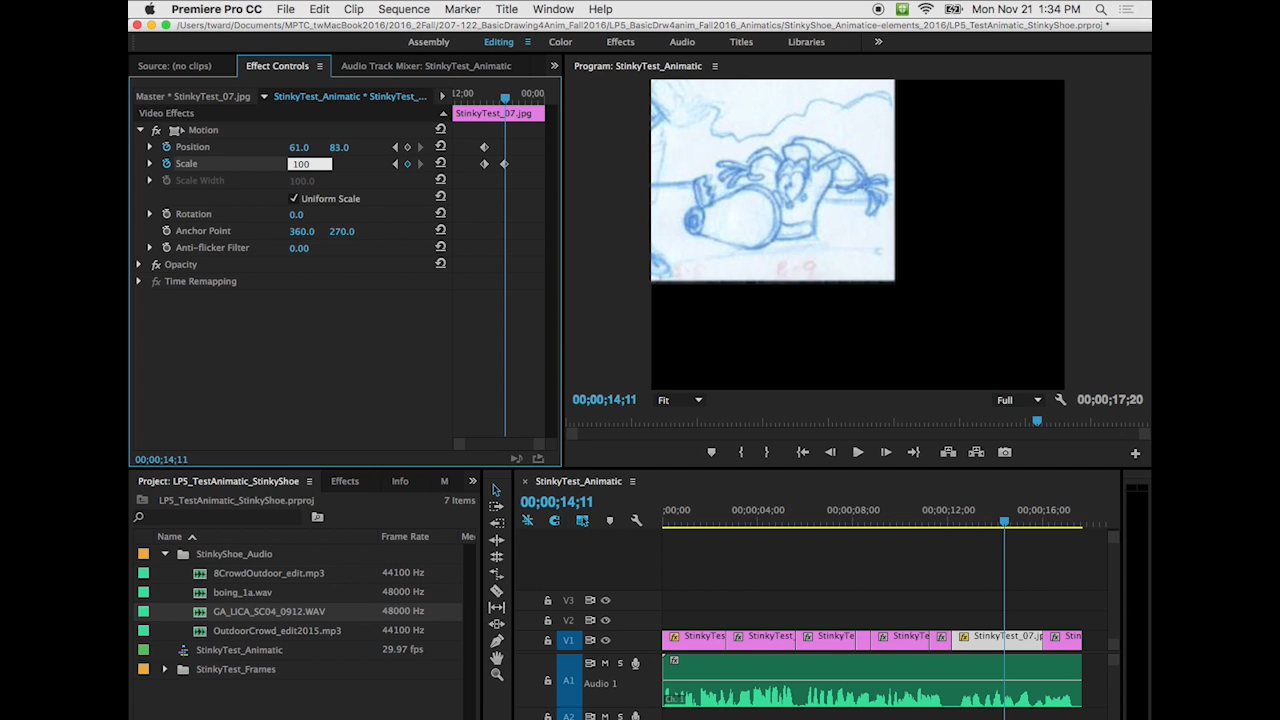 Premiere Pro CC File Edit Clip Sequence Marker Title Window Help Mon Nov 21 1:34 PM
/Users/tward/Documents/MPTC_twMacBook2016/2016_2Fall/207-122_BasicDrawing4Anim_Fall2016/LP5_BasicDrw4anim_Fall2016_Animatics/StinkyShoe_Animatice-elements_2016/LP5_TestAnimatic_StinkyShoe.prproj *
Assembly Editing Color Effects Audio Titles Libraries
Source: (no clips) Effect Controls Audio Track Mixer: StinkyTest_Animatic Program: StinkyTest_Animatic
Master * StinkyTest_07.jpg StinkyTest_Animatic * StinkyTest_... 12;00 00;00
Video Effects StinkyTest_07.jpg
fx Motion
Position 61.0 83.0
Scale 100
Scale Width 100.0
Uniform Scale
Rotation 0.0
Anchor Point 360.0 270.0
Anti-flicker Filter 0.00
fx Opacity
fx Time Remapping
00;00;14;11 Fit Full 00;00;17;20
00;00;14;11
Project: LP5_TestAnimatic_StinkyShoe Effects Info M StinkyTest_Animatic
LP5_TestAnimatic_StinkyShoe.prproj 7 Items 00;00;14;11
;00;00 00;00;04;00 00;00;08;00 00;00;12;00 00;00;16;00
Name Frame Rate Me
StinkyShoe_Audio
8CrowdOutdoor_edit.mp3 44100 Hz
boing_1a.wav 48000 Hz
GA_LICA_SC04_0912.WAV 48000 Hz
OutdoorCrowd_edit2015.mp3 44100 Hz
StinkyTest_Animatic 29.97 fps
StinkyTest_Frames
V3
V2
V1 StinkyTes StinkyTest_ StinkyTe StinkyTe StinkyTest_07.jp Stin
M S
A1 Audio 1
A2 M S